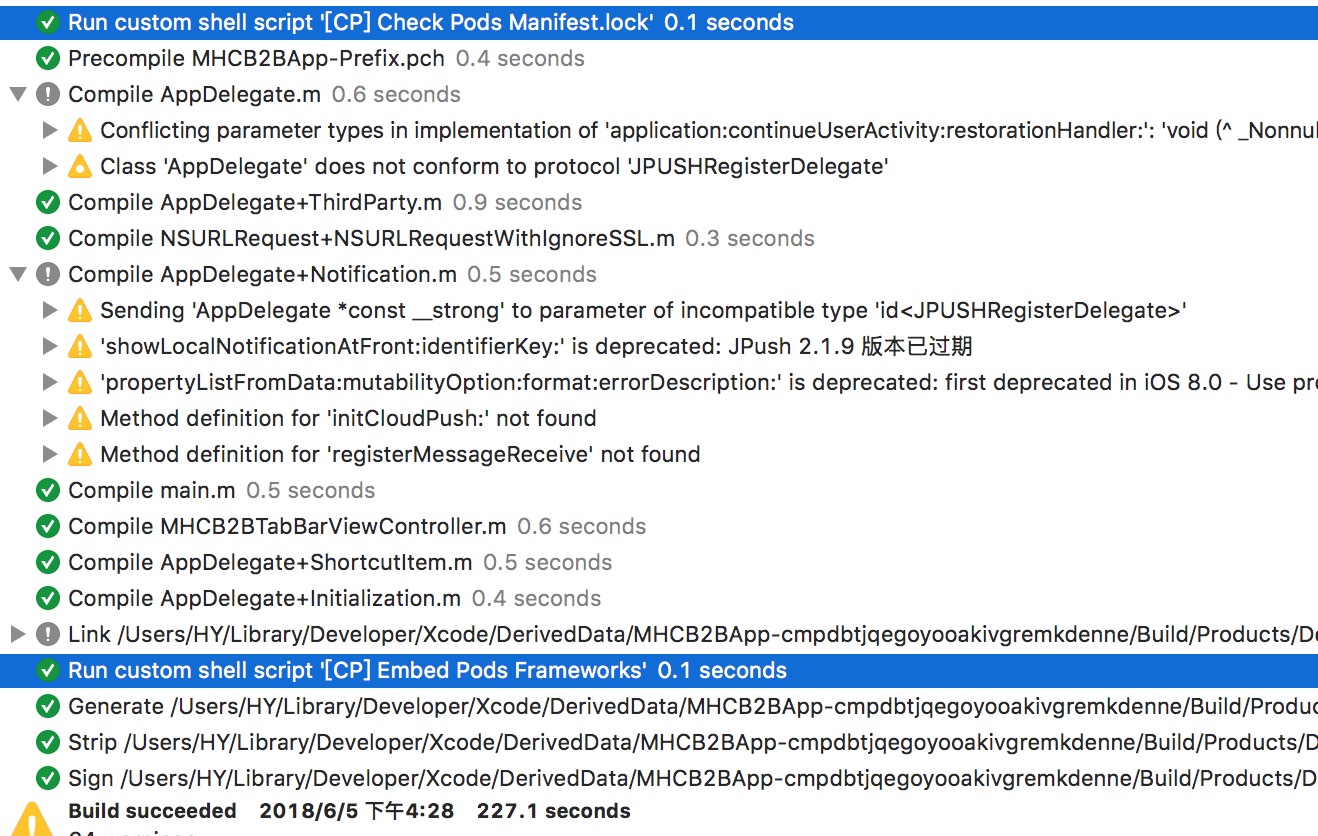 Run custom shell script '[CP] Check Pods Manifest.lock' 0.1 seconds
Precompile MHCB2BApp-Prefix.pch 0.4 seconds
Compile AppDelegate.m 0.6 seconds
Conflicting parameter types in implementation of 'application:continueUserActivity:restorationHandler:': 'void (^ _Nonnul
Class 'AppDelegate' does not conform to protocol 'JPUSHRegisterDelegate'
Compile AppDelegate+ThirdParty.m 0.9 seconds
Compile NSURLRequest+NSURLRequestWithIgnoreSSL.m 0.3 seconds
Compile AppDelegate+Notification.m 0.5 seconds
Sending 'AppDelegate *const __strong' to parameter of incompatible type 'id<JPUSHRegisterDelegate>'
'showLocalNotificationAtFront:identifierKey:' is deprecated: JPush 2.1.9 版本已过期
'propertyListFromData:mutabilityOption:format:errorDescription:' is deprecated: first deprecated in iOS 8.0 - Use pro
Method definition for 'initCloudPush:' not found
Method definition for 'registerMessageReceive' not found
Compile main.m 0.5 seconds
Compile MHCB2BTabBarViewController.m 0.6 seconds
Compile AppDelegate+ShortcutItem.m 0.5 seconds
Compile AppDelegate+Initialization.m 0.4 seconds
Link /Users/HY/Library/Developer/Xcode/DerivedData/MHCB2BApp-cmpdbtjqegoyooakivgremkdenne/Build/Products/De
Run custom shell script '[CP] Embed Pods Frameworks' 0.1 seconds
Generate /Users/HY/Library/Developer/Xcode/DerivedData/MHCB2BApp-cmpdbtjqegoyooakivgremkdenne/Build/Produc
Strip /Users/HY/Library/Developer/Xcode/DerivedData/MHCB2BApp-cmpdbtjqegoyooakivgremkdenne/Build/Products/D
Sign /Users/HY/Library/Developer/Xcode/DerivedData/MHCB2BApp-cmpdbtjqegoyooakivgremkdenne/Build/Products/D
Build succeeded 2018/6/5 下午4:28 227.1 seconds